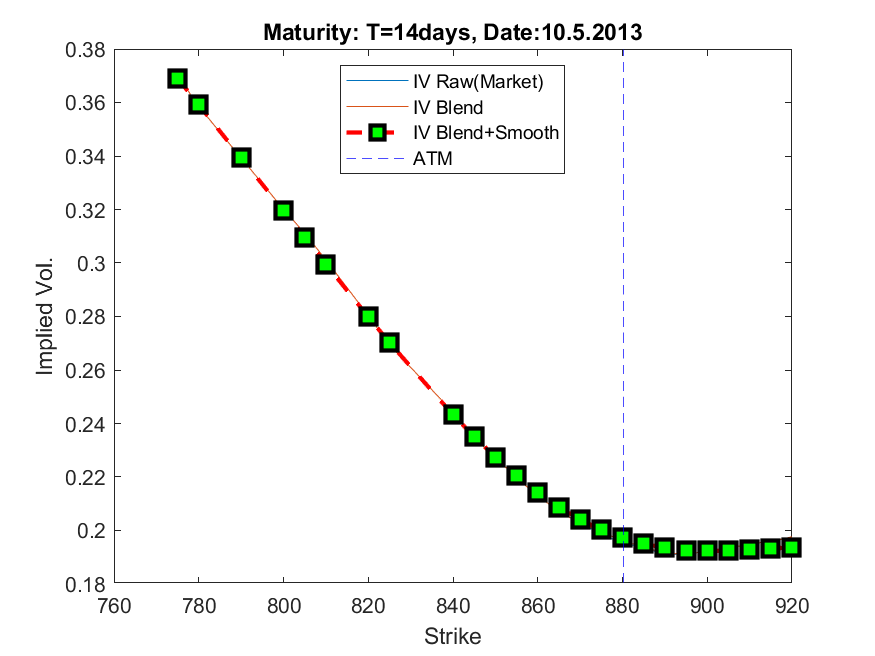 Maturity: T=14days, Date:10.5.2013
0.38
0.36
0.34
0.32
0.3
0.28
0.26
0.24
0.22
0.2
0.18
Implied Vol.
IV Raw(Market)
IV Blend
IV Blend+Smooth
ATM
760 780 800 820 840 860 880 900 920
Strike